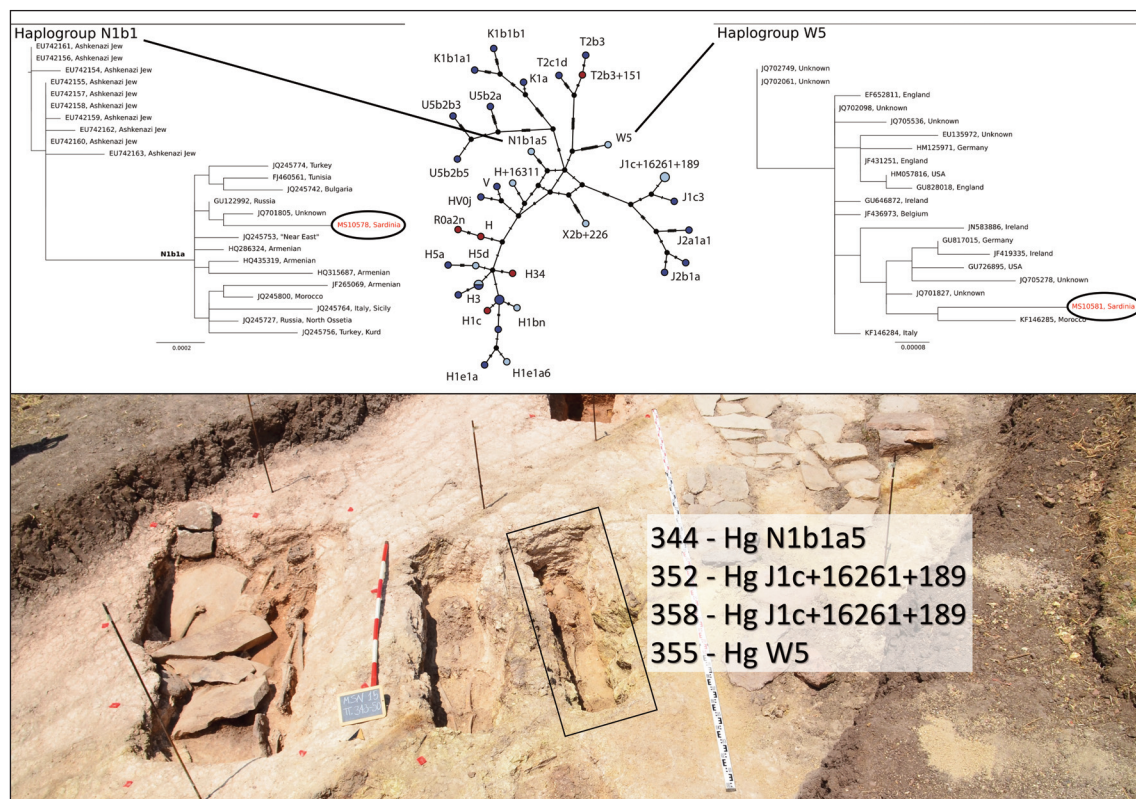 Haplogroup N1b1
EU742161, Ashkenazi Jew
EU742156, Ashkenazi Jew
EU742154, Ashkenazi Jew
EU742155, Ashkenazi Jew
EU742157, Ashkenazi Jew
EU742158, Ashkenazi Jew
EU742159, Ashkenazi Jew
EU742162, Ashkenazi Jew
EU742160, Ashkenazi Jew
EU742163, Ashkenazi Jew
JQ245774, Turkey
FJ460561, Tunisia
JQ245742, Bulgaria
GU122992, Russia
JQ701805, Unknown
MS10578, Sardinia
JQ245753, "Near East"
HQ286324, Armenian
N1b1a
HQ435319, Armenian
HQ315687, Armenian
JF265069, Armenian
JQ245800, Morocco
JQ245764, Italy, Sicily
JQ245727, Russia, North Ossetia
JQ245756, Turkey, Kurd
0.0002
K1b1b1
K1b1a1
K1a
T2c1d
T2b3
T2b3+151
U5b2a
U5b2b3
U5b2b5
N1b1a5
W5
H+16311
J1c+16261+189
V
HV0j
J1c3
R0a2n
H
X2b+226
J2a1a1
J2b1a
H5a
H5d
H34
H3
H1c
H1bn
H1e1a
H1e1a6
Haplogroup W5
JQ702749, Unknown
JQ702061, Unknown
EF652811, England
JQ702098, Unknown
JQ705536, Unknown
EU135972, Unknown
HM125971, Germany
JF431251, England
HM057816, USA
GU828018, England
GU646872, Ireland
JF436973, Belgium
JN583886, Ireland
GU817015, Germany
JF419335, Ireland
GU726895, USA
JQ705278, Unknown
JQ701827, Unknown
MS10581, Sardinia
KF146285, Morocco
KF146284, Italy
0.00008
344 - Hg N1b1a5
352 - Hg J1c+16261+189
358 - Hg J1c+16261+189
355 - Hg W5